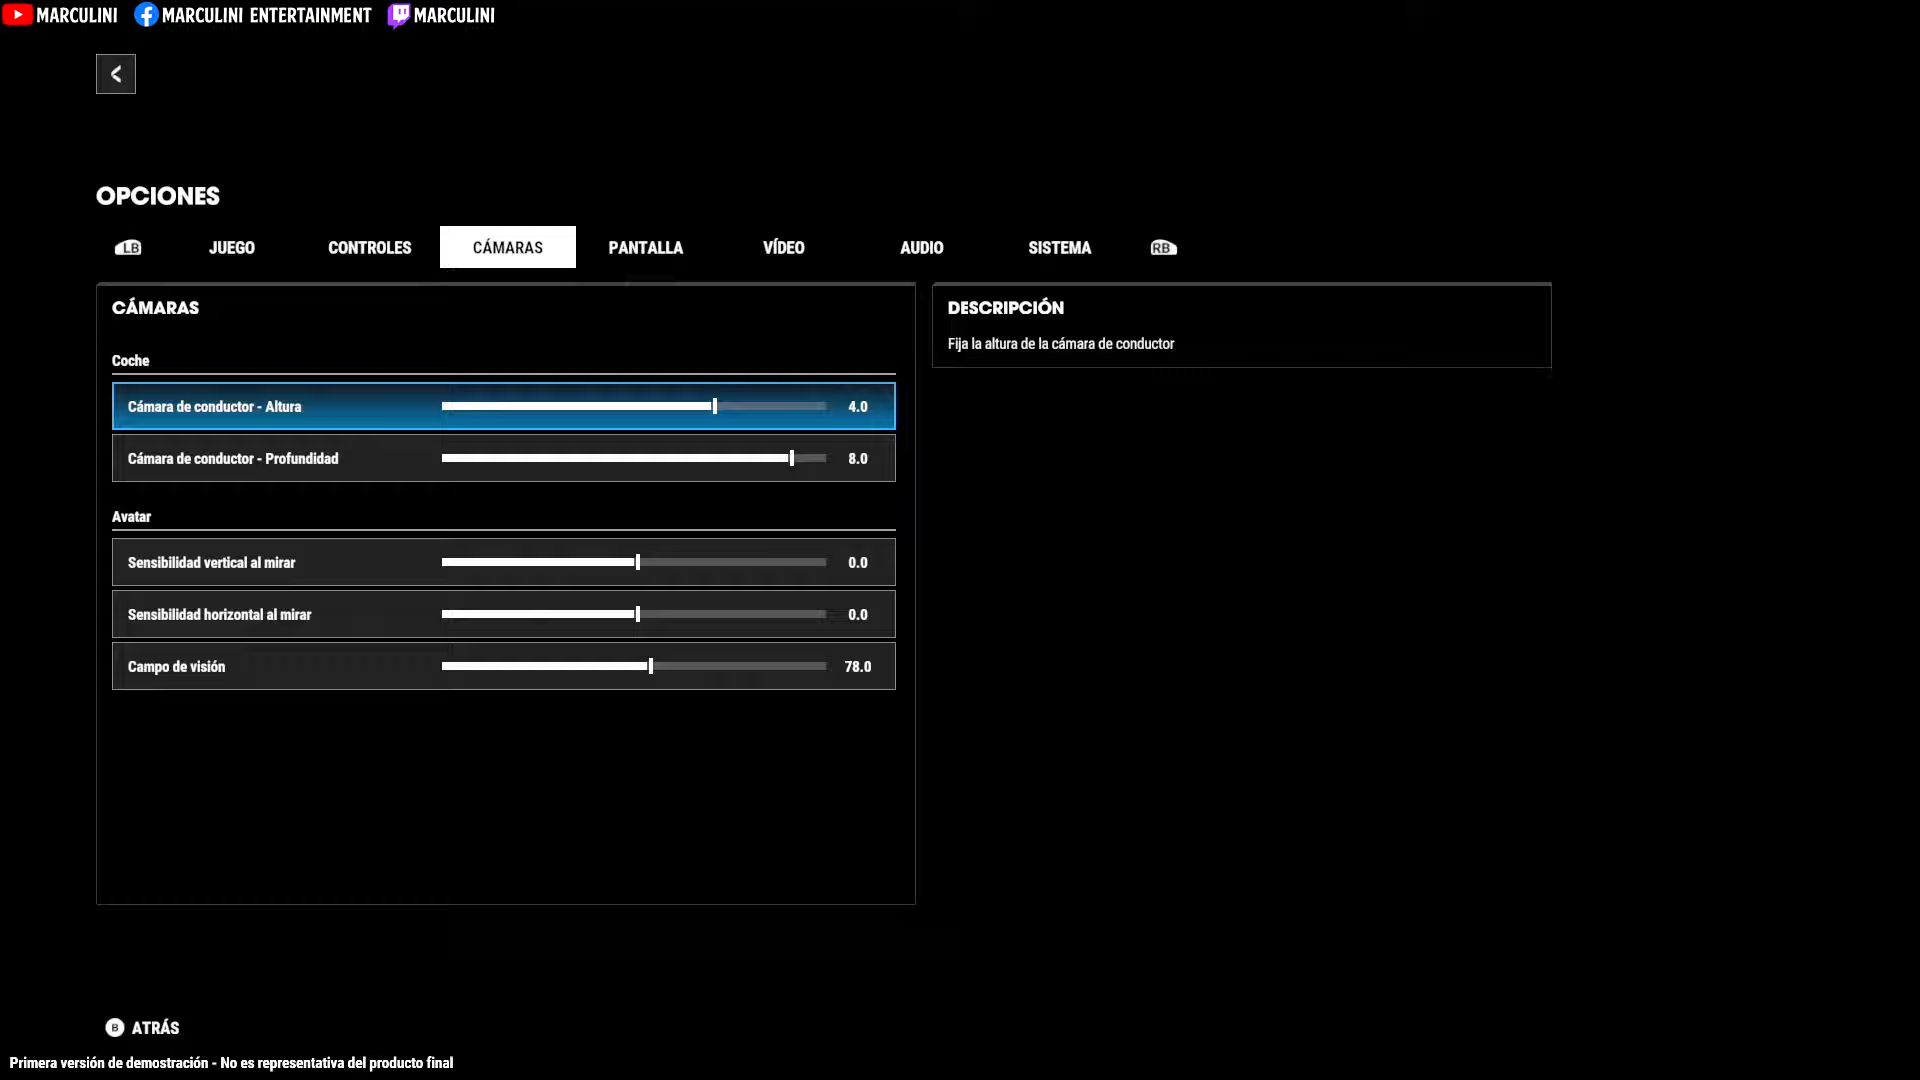 MARCULINI MARCULINI ENTERTAINMENT MARCULINI
OPCIONES
LB JUEGO CONTROLES CÁMARAS PANTALLA VÍDEO AUDIO SISTEMA RB
CÁMARAS
Coche
Cámara de conductor - Altura 4.0
Cámara de conductor - Profundidad 8.0
Avatar
Sensibilidad vertical al mirar 0.0
Sensibilidad horizontal al mirar 0.0
Campo de visión 78.0
DESCRIPCIÓN
Fija la altura de la cámara de conductor
B ATRÁS
Primera versión de demostración - No es representativa del producto final